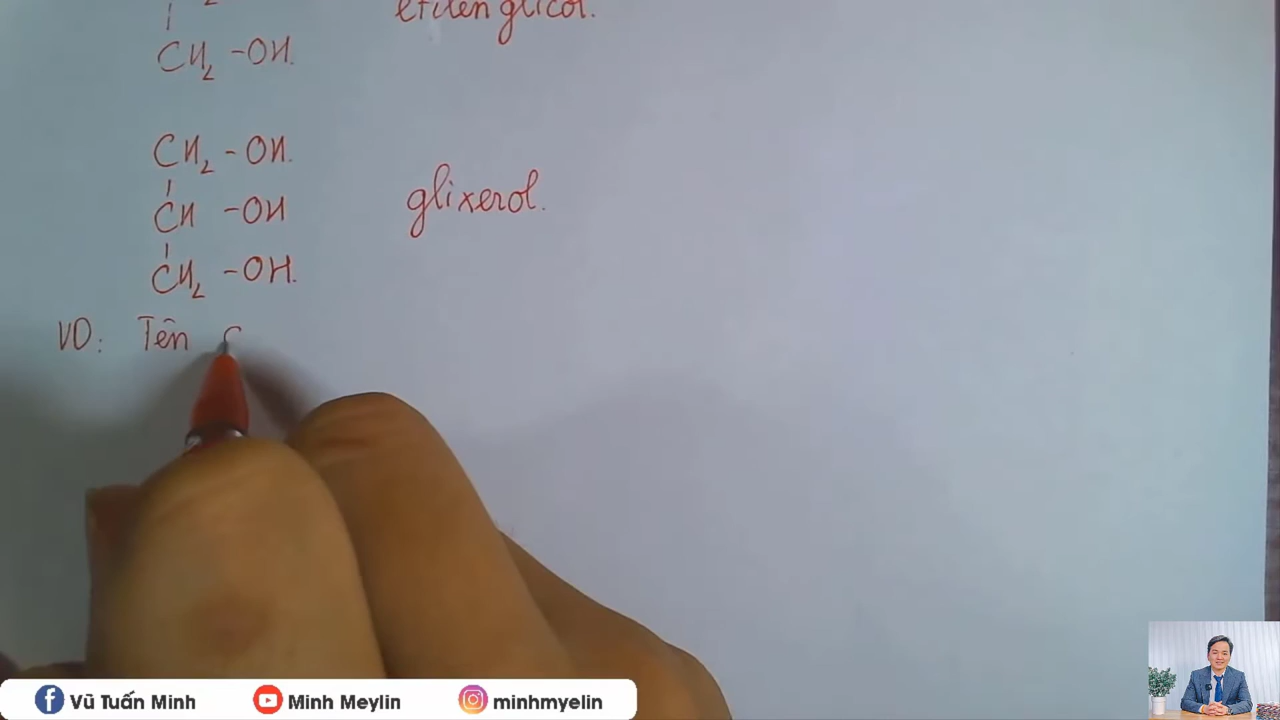 etilen glicol.
CH2 - OH.
CH2 - OH.
CH - OH glixerol.
CH2 - OH.
VD: Tên
Vũ Tuấn Minh Minh Meylin minhmyelin